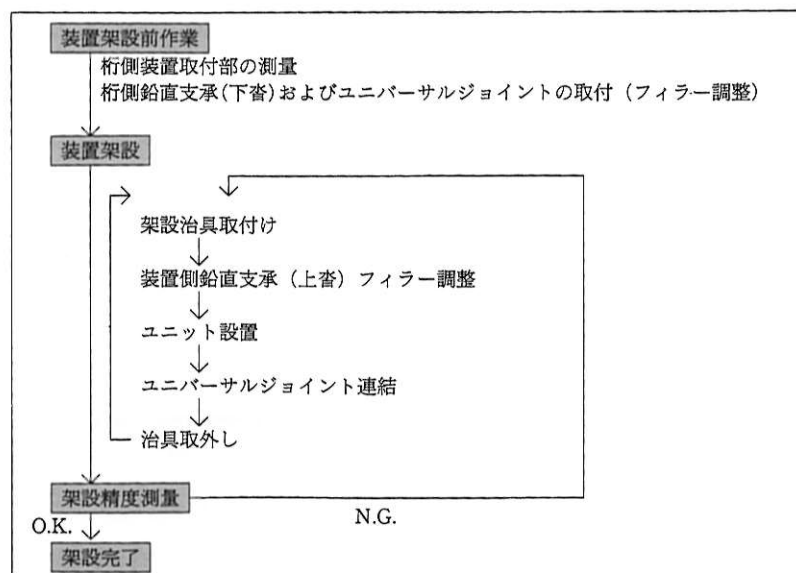 装置架設前作業
桁側装置取付部の測量
桁側鉛直支承(下沓)およびユニバーサルジョイントの取付（フィラー調整）
装置架設
架設治具取付け
装置側鉛直支承（上沓）フィラー調整
ユニット設置
ユニバーサルジョイント連結
治具取外し
架設精度測量
N.G.
O.K.
架設完了